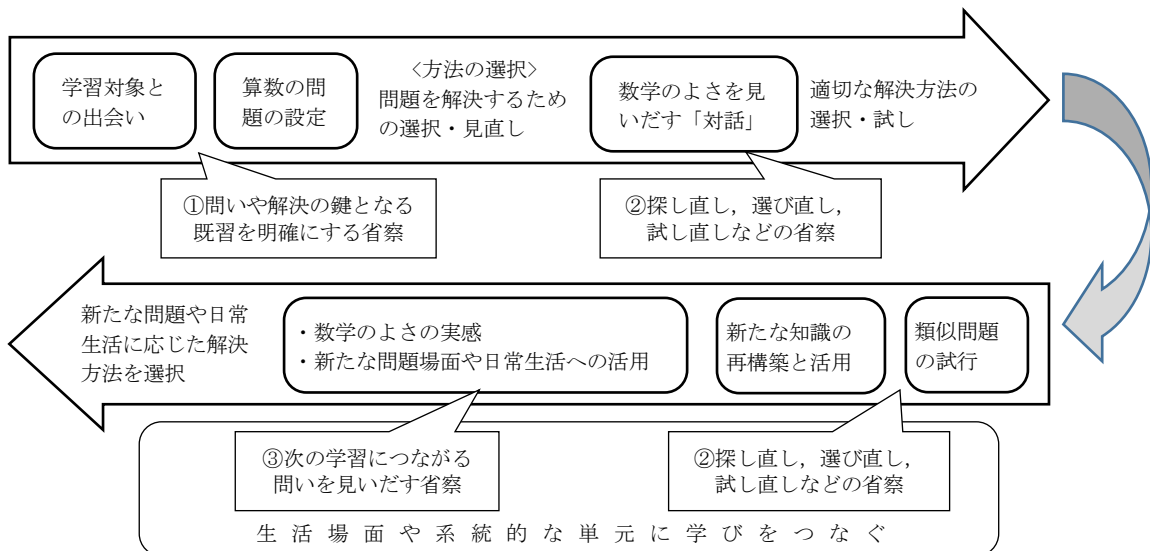 学習対象と
の出会い
算数の問
題の設定
〈方法の選択〉
問題を解決するため
の選択・見直し
数学のよさを見
いだす「対話」
適切な解決方法の
選択・試し
①問いや解決の鍵となる
既習を明確にする省察
②探し直し，選び直し，
試し直しなどの省察
新たな問題や日常
生活に応じた解決
方法を選択
・数学のよさの実感
・新たな問題場面や日常生活への活用
新たな知識の
再構築と活用
類似問題
の試行
③次の学習につながる
問いを見いだす省察
②探し直し，選び直し，
試し直しなどの省察
生活場面や系統的な単元に学びをつなぐ